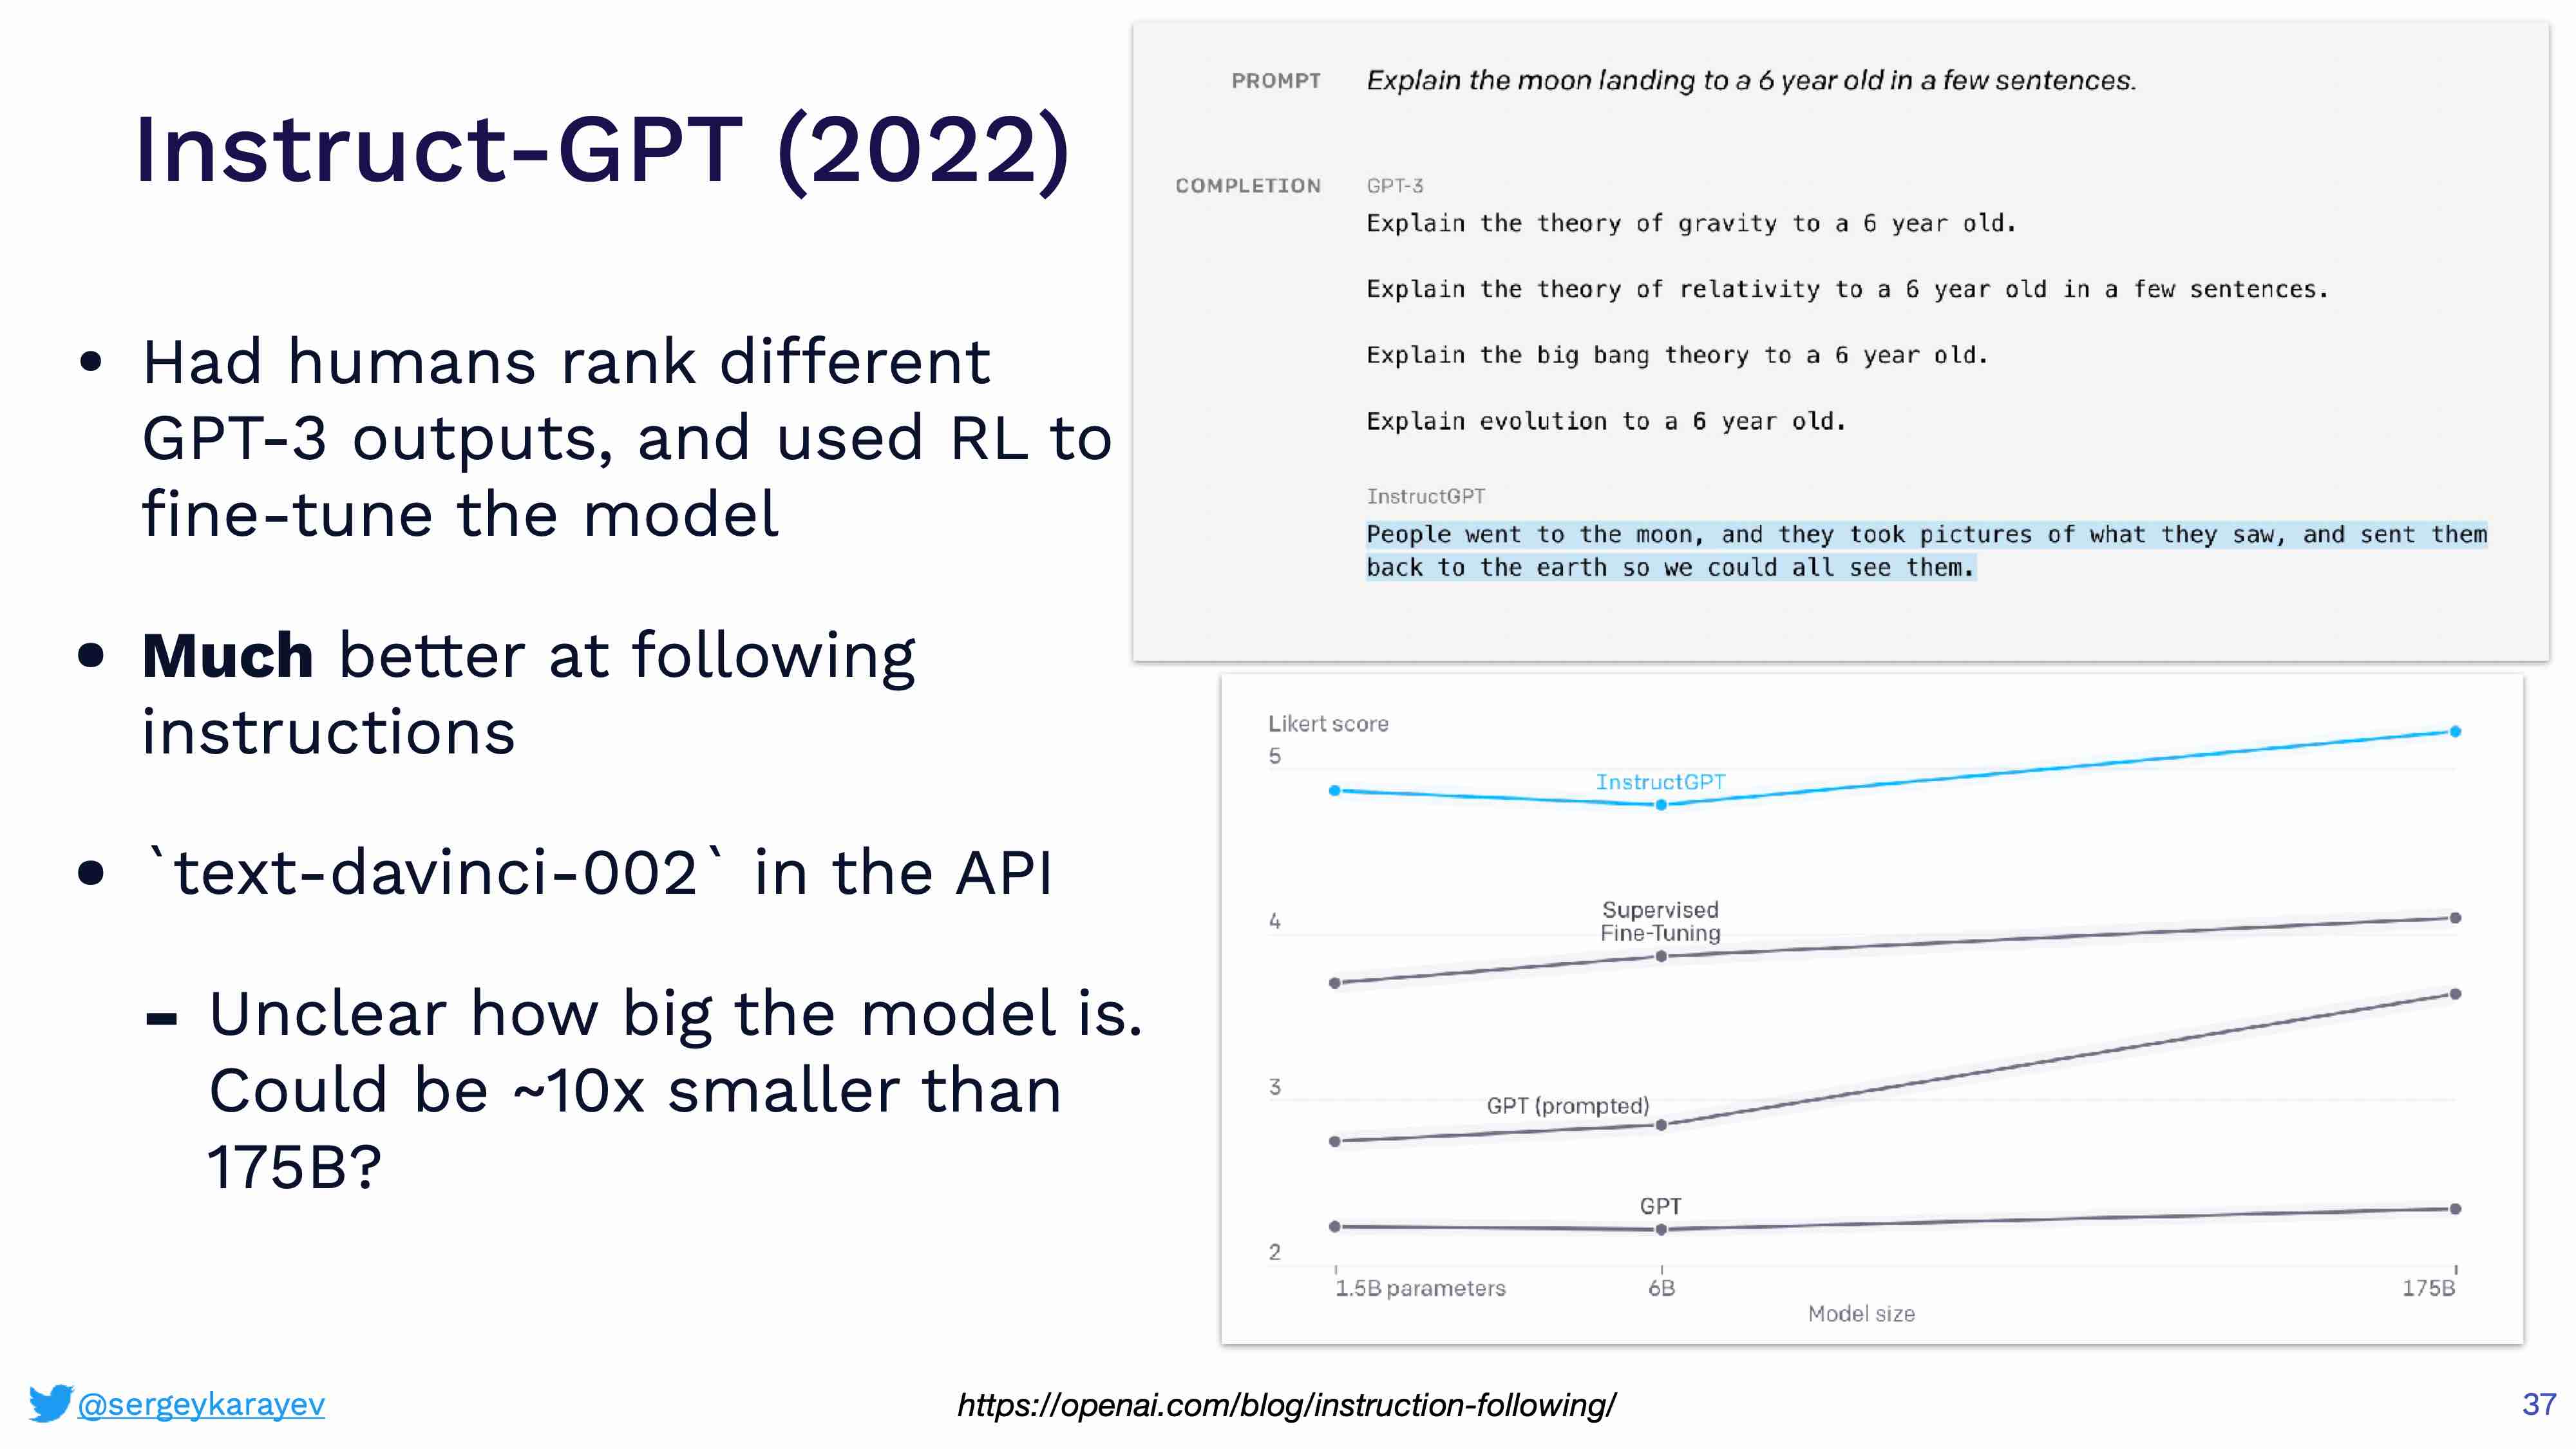 Instruct-GPT (2022)
• Had humans rank different
GPT-3 outputs, and used RL to
fine-tune the model
• Much better at following
instructions
• `text-davinci-002` in the API
- Unclear how big the model is.
Could be ~10x smaller than
175B?
PROMPT Explain the moon landing to a 6 year old in a few sentences.
COMPLETION GPT-3
Explain the theory of gravity to a 6 year old.
Explain the theory of relativity to a 6 year old in a few sentences.
Explain the big bang theory to a 6 year old.
Explain evolution to a 6 year old.
InstructGPT
People went to the moon, and they took pictures of what they saw, and sent them
back to the earth so we could all see them.
Likert score
5
InstructGPT
4
Supervised
Fine-Tuning
3
GPT (prompted)
GPT
2
1.5B parameters 6B 175B
Model size
@sergeykarayev
https://openai.com/blog/instruction-following/
37